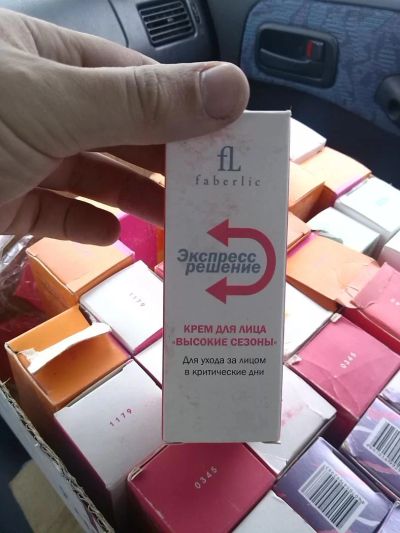 fL
faberlic
Экспресс
решение
КРЕМ ДЛЯ ЛИЦА
«ВЫСОКИЕ СЕЗОНЫ»
Для ухода за лицом
в критические дни
1179
0345
1179
0345
0345